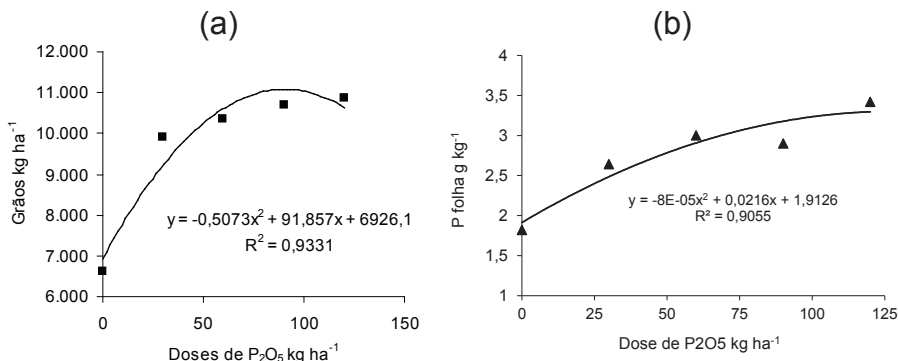 (a)
12.000
11.000
10.000
9.000
8.000
7.000
6.000
Grãos kg ha⁻¹
y = -0,5073x² + 91,857x + 6926,1
R² = 0,9331
0
50
100
150
Doses de P₂O₅ kg ha⁻¹
(b)
4
3,5
3
2,5
2
1,5
1
P folha g kg⁻¹
y = -8E-05x² + 0,0216x + 1,9126
R² = 0,9055
0
25
50
75
100
125
Dose de P2O5 kg ha⁻¹